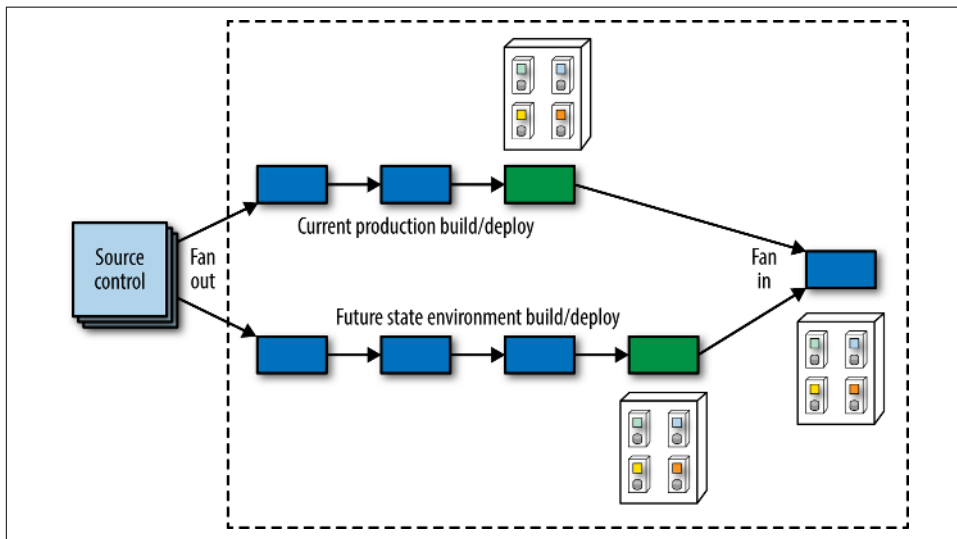 Current production build/deploy
Source
control
Fan
out
Fan
in
Future state environment build/deploy